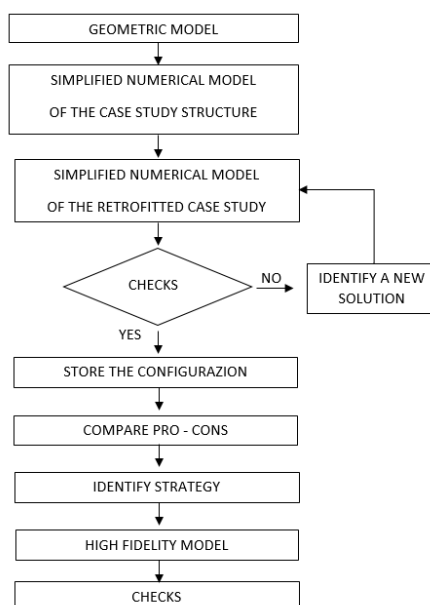 GEOMETRIC MODEL
SIMPLIFIED NUMERICAL MODEL
OF THE CASE STUDY STRUCTURE
SIMPLIFIED NUMERICAL MODEL
OF THE RETROFITTED CASE STUDY
CHECKS
NO
IDENTIFY A NEW
SOLUTION
YES
STORE THE CONFIGURAZION
COMPARE PRO - CONS
IDENTIFY STRATEGY
HIGH FIDELITY MODEL
CHECKS